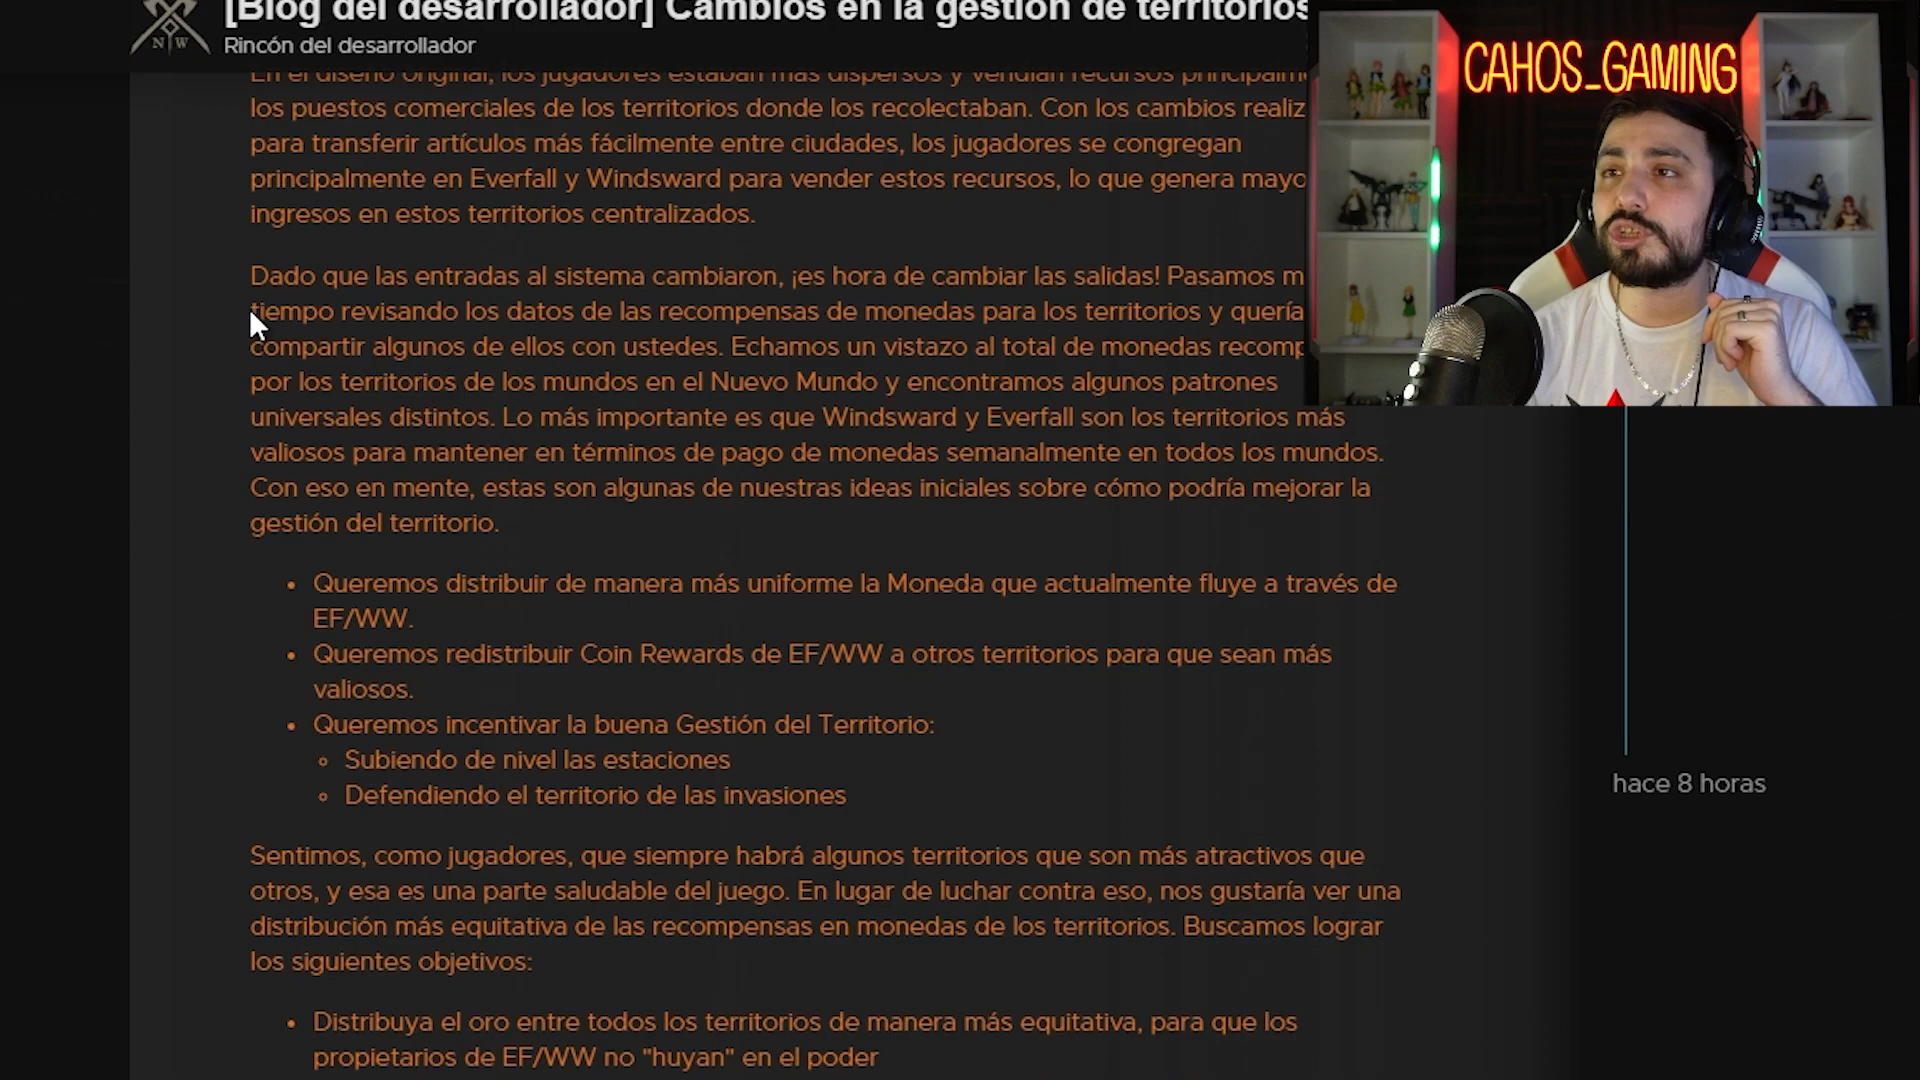 [Blog del desarrollador] Cambios en la gestión de territorios
Rincón del desarrollador
N W
CAHOS_GAMING
En el diseño original, los jugadores estaban más dispersos y vendían recursos
los puestos comerciales de los territorios donde los recolectaban. Con los cambios
para transferir artículos más fácilmente entre ciudades, los jugadores se congregan
principalmente en Everfall y Windsward para vender estos recursos, lo que genera
ingresos en estos territorios centralizados.
Dado que las entradas al sistema cambiaron, ¡es hora de cambiar las salidas! Pasamos
tiempo revisando los datos de las recompensas de monedas para los territorios y
compartir algunos de ellos con ustedes. Echamos un vistazo al total de monedas
por los territorios de los mundos en el Nuevo Mundo y encontramos algunos patrones
universales distintos. Lo más importante es que Windsward y Everfall son los territorios más
valiosos para mantener en términos de pago de monedas semanalmente en todos los mundos.
Con eso en mente, estas son algunas de nuestras ideas iniciales sobre cómo podría mejorar la
gestión del territorio.
• Queremos distribuir de manera más uniforme la Moneda que actualmente fluye a través de
EF/WW.
• Queremos redistribuir Coin Rewards de EF/WW a otros territorios para que sean más
valiosos.
• Queremos incentivar la buena Gestión del Territorio:
◦ Subiendo de nivel las estaciones
◦ Defendiendo el territorio de las invasiones
hace 8 horas
Sentimos, como jugadores, que siempre habrá algunos territorios que son más atractivos que
otros, y esa es una parte saludable del juego. En lugar de luchar contra eso, nos gustaría ver una
distribución más equitativa de las recompensas en monedas de los territorios. Buscamos lograr
los siguientes objetivos:
• Distribuya el oro entre todos los territorios de manera más equitativa, para que los
propietarios de EF/WW no "huyan" en el poder